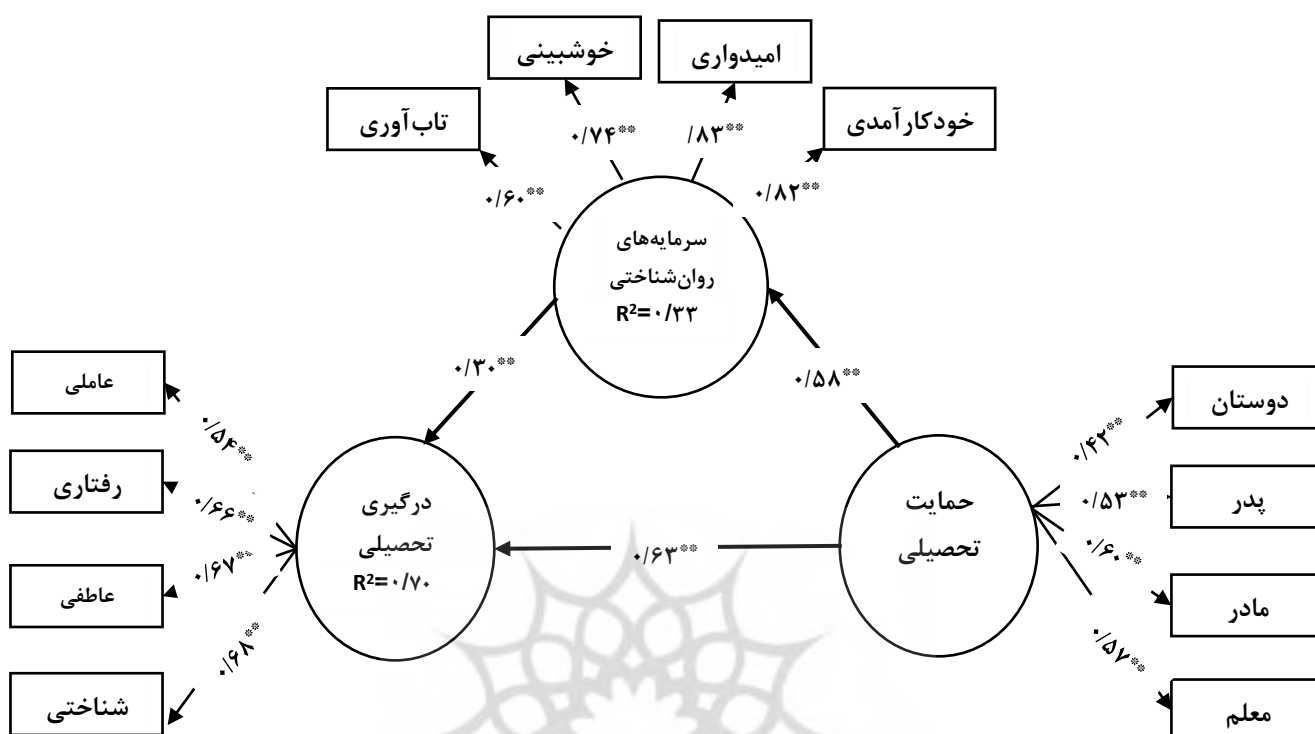 خوشبینی
امیدواری
تاب‌آوری
خودکارآمدی
۰/۷۴**
/۸۳**
۰/۶۰**
۰/۸۲**
سرمایه‌های
روان‌شناختی
R²=۰/۳۳
۰/۳۰**
۰/۵۸**
عاملی
رفتاری
عاطفی
شناختی
۰/۵۴**
۰/۶۶**
۰/۶۷**
۰/۶۸**
درگیری
تحصیلی
R²=۰/۷۰
۰/۶۳**
حمایت
تحصیلی
۰/۴۲**
۰/۵۳**
۰/۶۰**
۰/۵۷**
دوستان
پدر
مادر
معلم